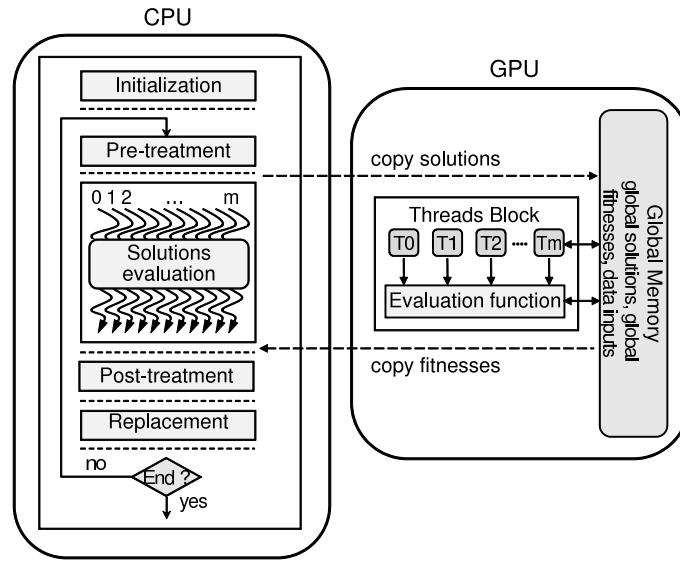 CPU
Initialization
Pre-treatment
0 1 2 ... m
Solutions
evaluation
Post-treatment
Replacement
no
End ?
yes
GPU
copy solutions
Threads Block
T0 T1 T2 .... Tm
Evaluation function
copy fitnesses
Global Memory
global solutions, global
fitnesses, data inputs